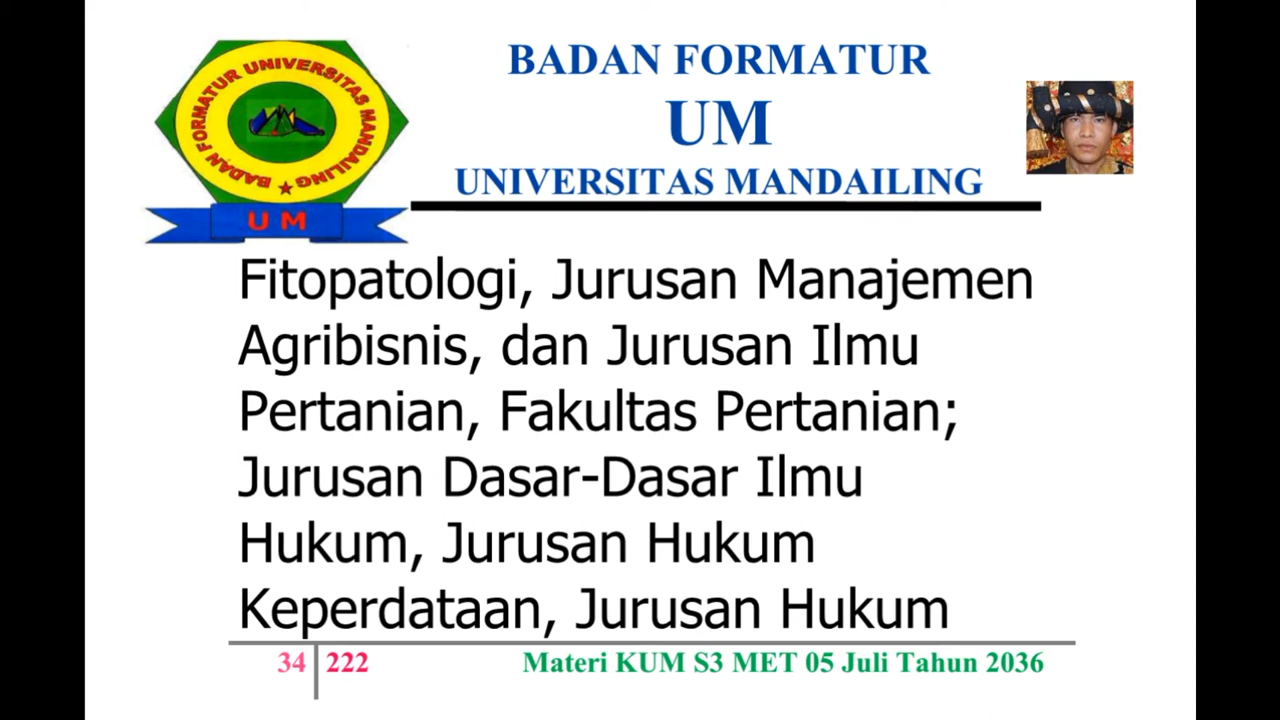 BADAN FORMATUR UNIVERSITAS MANDAILING
UM
BADAN FORMATUR
UM
UNIVERSITAS MANDAILING
Fitopatologi, Jurusan Manajemen
Agribisnis, dan Jurusan Ilmu
Pertanian, Fakultas Pertanian;
Jurusan Dasar-Dasar Ilmu
Hukum, Jurusan Hukum
Keperdataan, Jurusan Hukum
34 222 Materi KUM S3 MET 05 Juli Tahun 2036